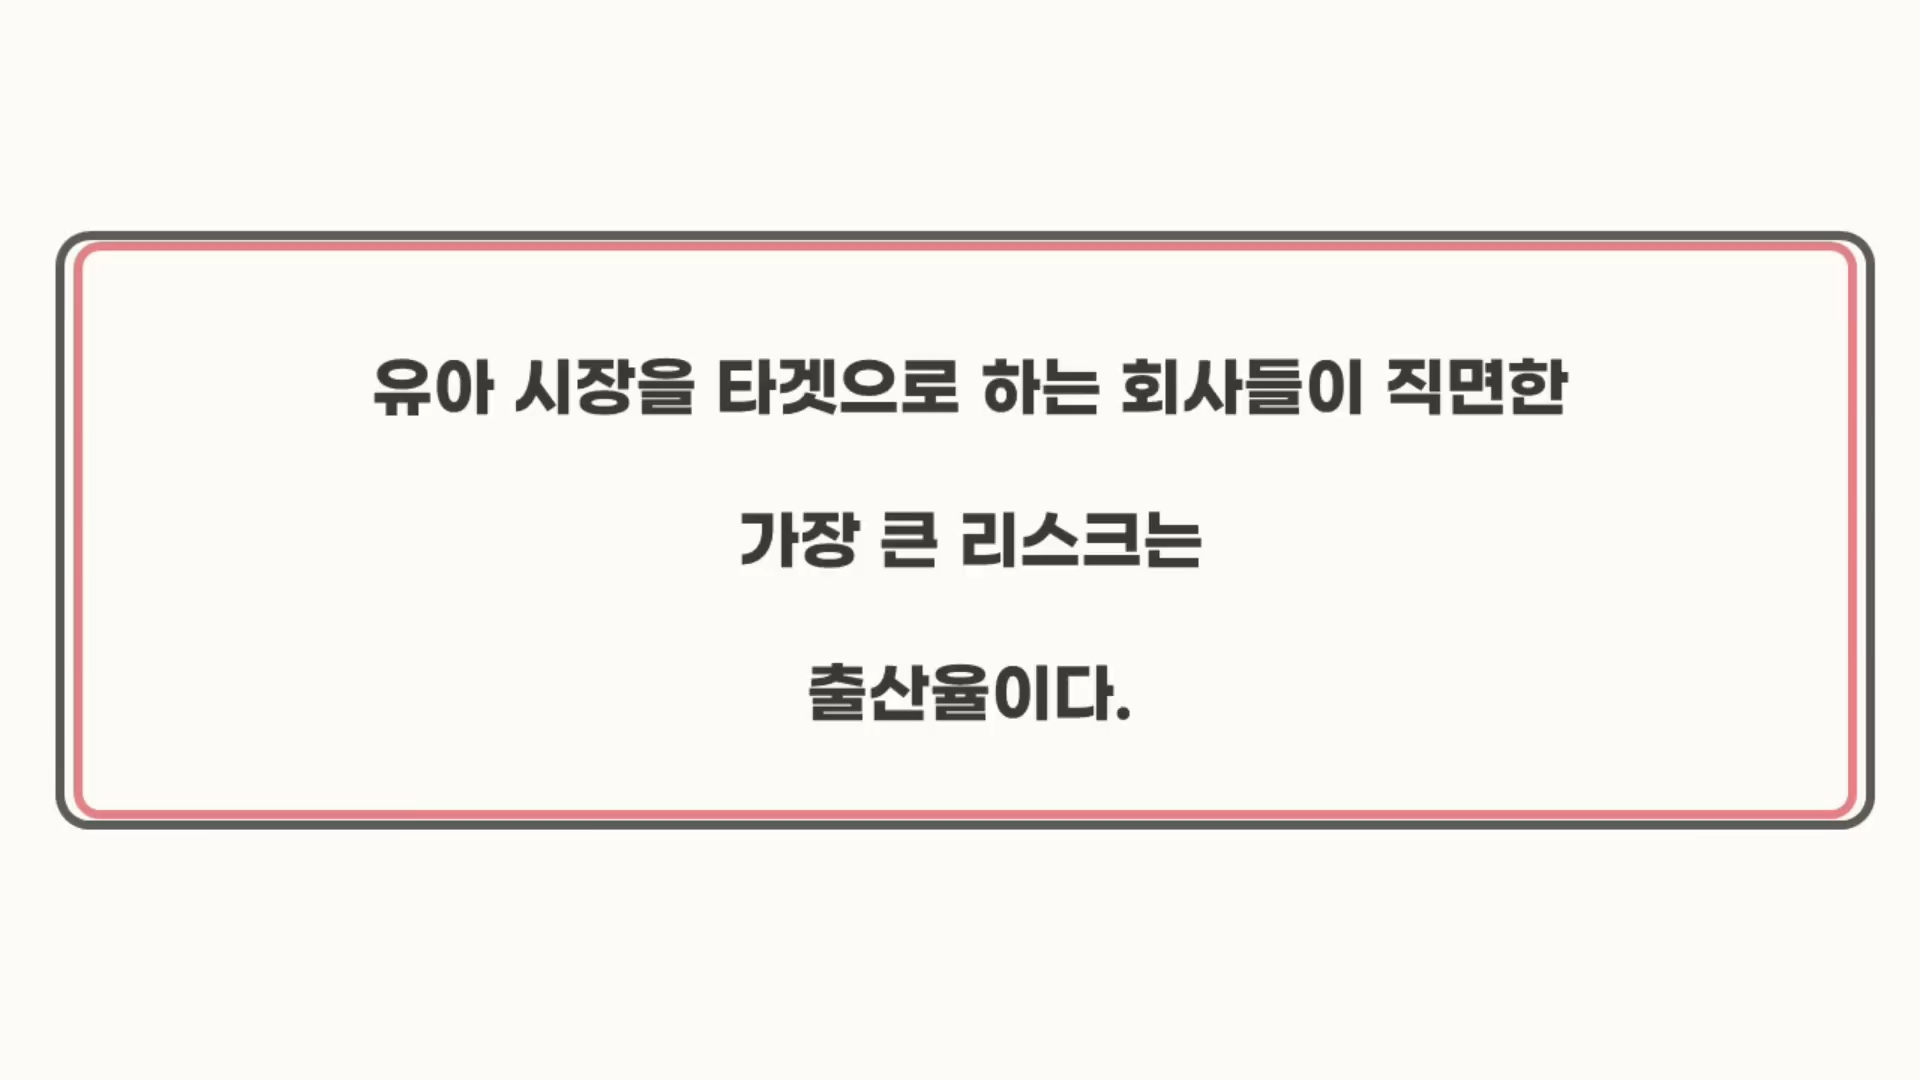 유아 시장을 타겟으로 하는 회사들이 직면한
가장 큰 리스크는
출산율이다.